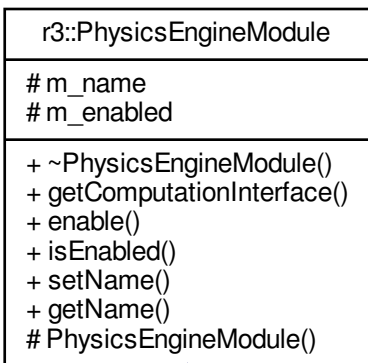 r3::PhysicsEngineModule
# m_name
# m_enabled
+ ~PhysicsEngineModule()
+ getComputationInterface()
+ enable()
+ isEnabled()
+ setName()
+ getName()
# PhysicsEngineModule()